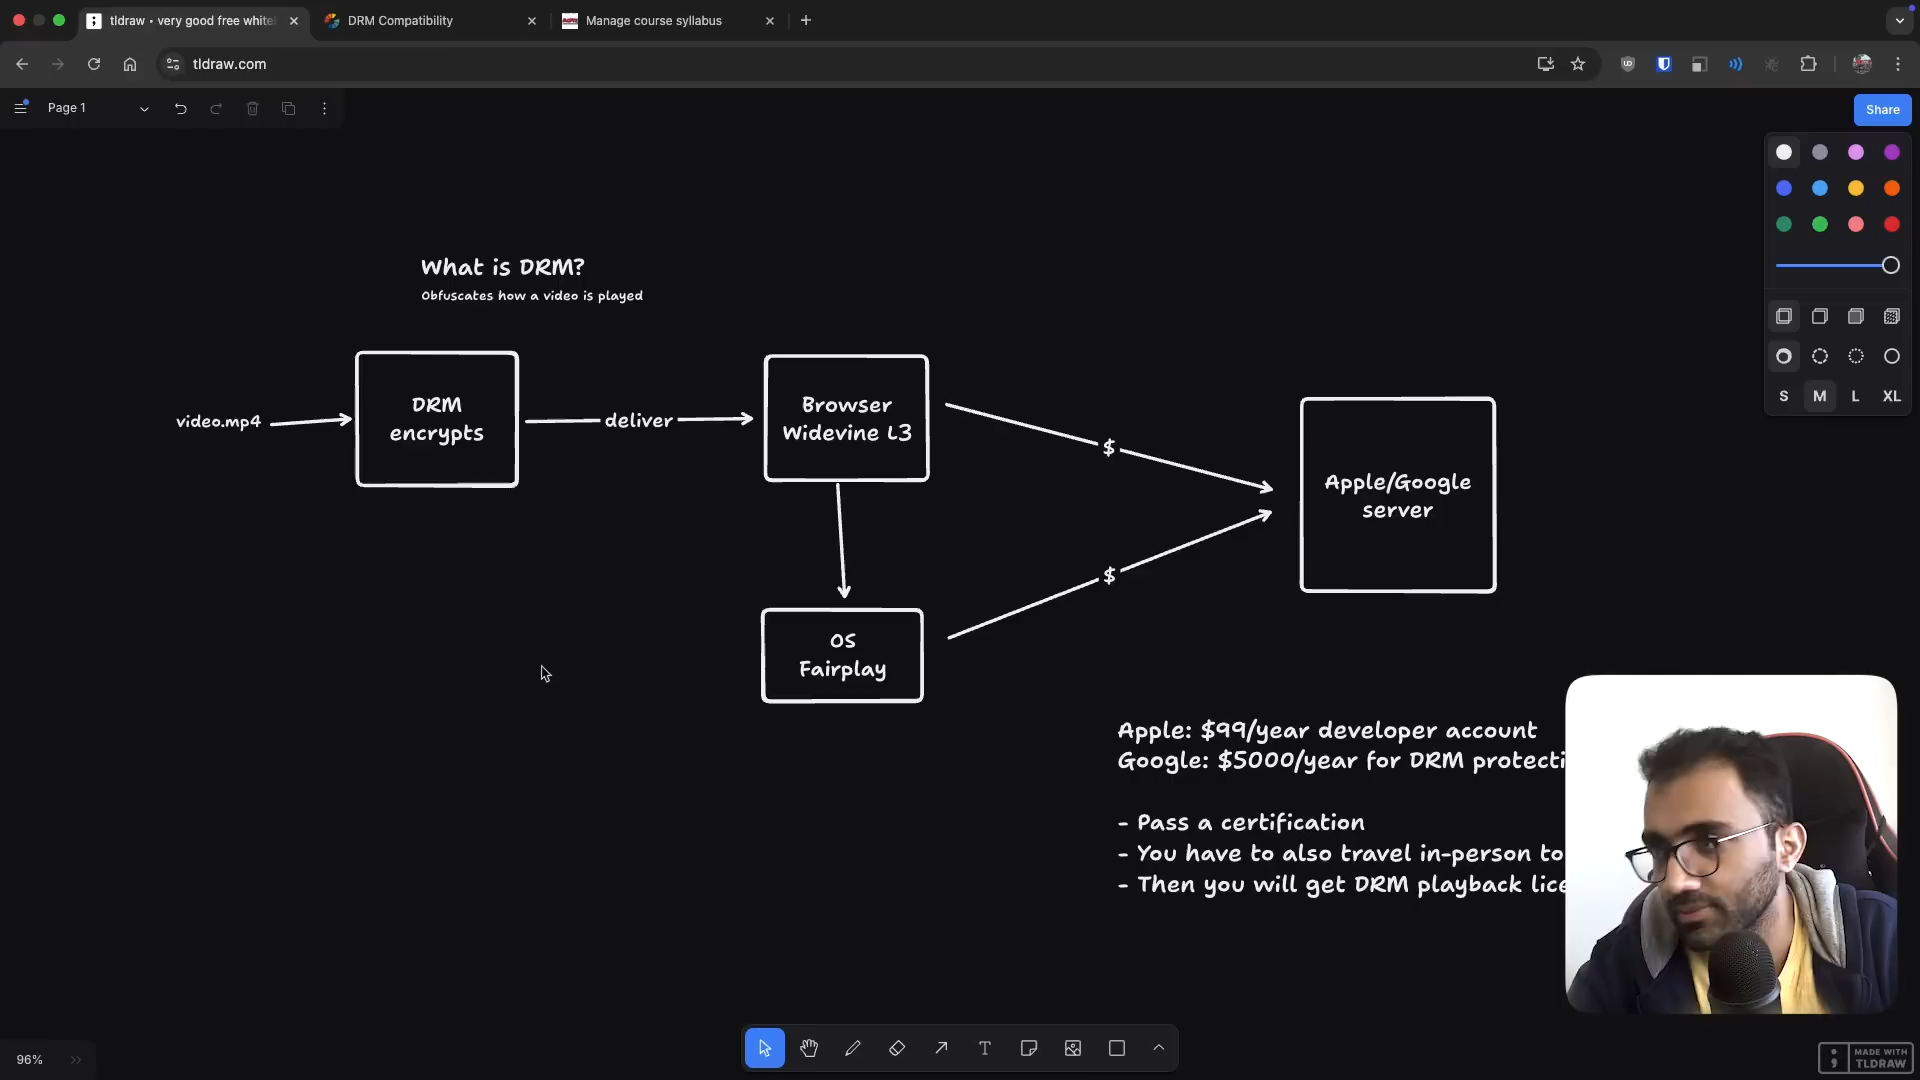 tldraw • very good free white
DRM Compatibility
Manage course syllabus
tldraw.com
Page 1
Share
What is DRM?
Obfuscates how a video is played
video.mp4
DRM
encrypts
deliver
Browser
Widevine L3
$
Apple/Google
server
$
OS
Fairplay
Apple: $99/year developer account
Google: $5000/year for DRM protecti
- Pass a certification
- You have to also travel in-person to
- Then you will get DRM playback lice
S M L XL
96%
MADE WITH
TLDRAW